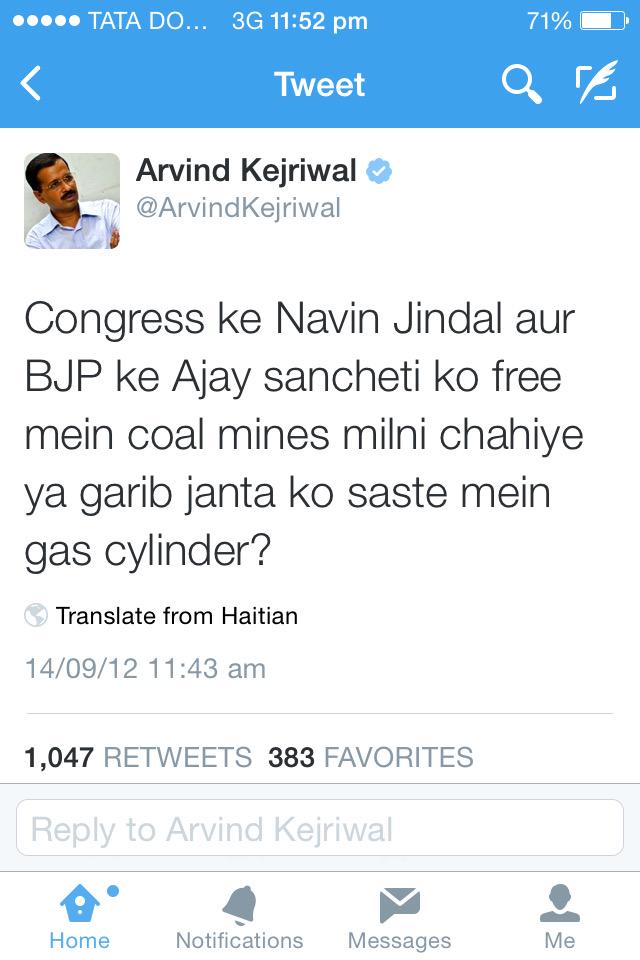 TATA DO... 3G 11:52 pm 71%
Tweet
Arvind Kejriwal
@ArvindKejriwal
Congress ke Navin Jindal aur
BJP ke Ajay sancheti ko free
mein coal mines milni chahiye
ya garib janta ko saste mein
gas cylinder?
Translate from Haitian
14/09/12 11:43 am
1,047 RETWEETS 383 FAVORITES
Reply to Arvind Kejriwal
Home Notifications Messages Me